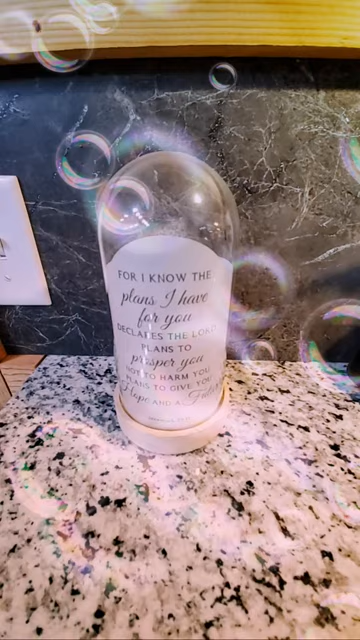 FOR I KNOW THE
plans I have
for you
DECLARES THE LORD
PLANS TO
prosper you
NOT TO HARM YOU
PLANS TO GIVE YOU
Hope AND A Future